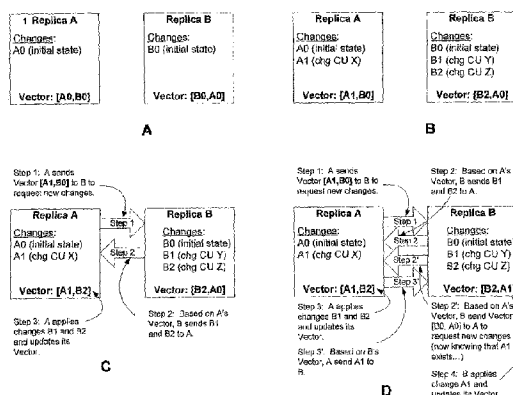 1 Replica A
Changes:
A0 (initial state)
Vector: [A0,B0]
Replica B
Changes:
B0 (initial state)
Vector: [B0,A0]
A
Replica A
Changes:
A0 (initial state)
A1 (chg CU X)
Vector: [A1,B0]
Replica B
Changes:
B0 (initial state)
B1 (chg CU Y)
B2 (chg CU Z)
Vector: [B2,A0]
B
Step 1: A sends
Vector [A1,B0] to B to
request new changes.
Replica A
Changes:
A0 (initial state)
A1 (chg CU X)
Vector: [A1,B2]
Step 1
Step 2
Replica B
Changes:
B0 (initial state)
B1 (chg CU Y)
B2 (chg CU Z)
Vector: [B2,A0]
Step 3: A applies
changes B1 and B2
and updates its
Vector.
Step 2: Based on A's
Vector, B sends B1
and B2 to A.
C
Step 1: A sends
Vector [A1,B0] to B to
request new changes.
Step 2: Based on A's
Vector, B sends B1
and B2 to A.
Replica A
Changes:
A0 (initial state)
A1 (chg CU X)
Vector: [A1,B2]
Step 1
Step 2
Step 2'
Step 3'
Replica B
Changes:
B0 (initial state)
B1 (chg CU Y)
B2 (chg CU Z)
Vector: [B2,A1
Step 3: A applies
changes B1 and B2
and updates its
Vector.
Step 3': Based on B's
Vector, A send A1 to
B.
Step 2': Based on A's
Vector, B send Vector
[B0, A0] to A to
request new changes
(now knowing that A1
exists...)
Step 4: B applies
change A1 and
updates its Vector
D